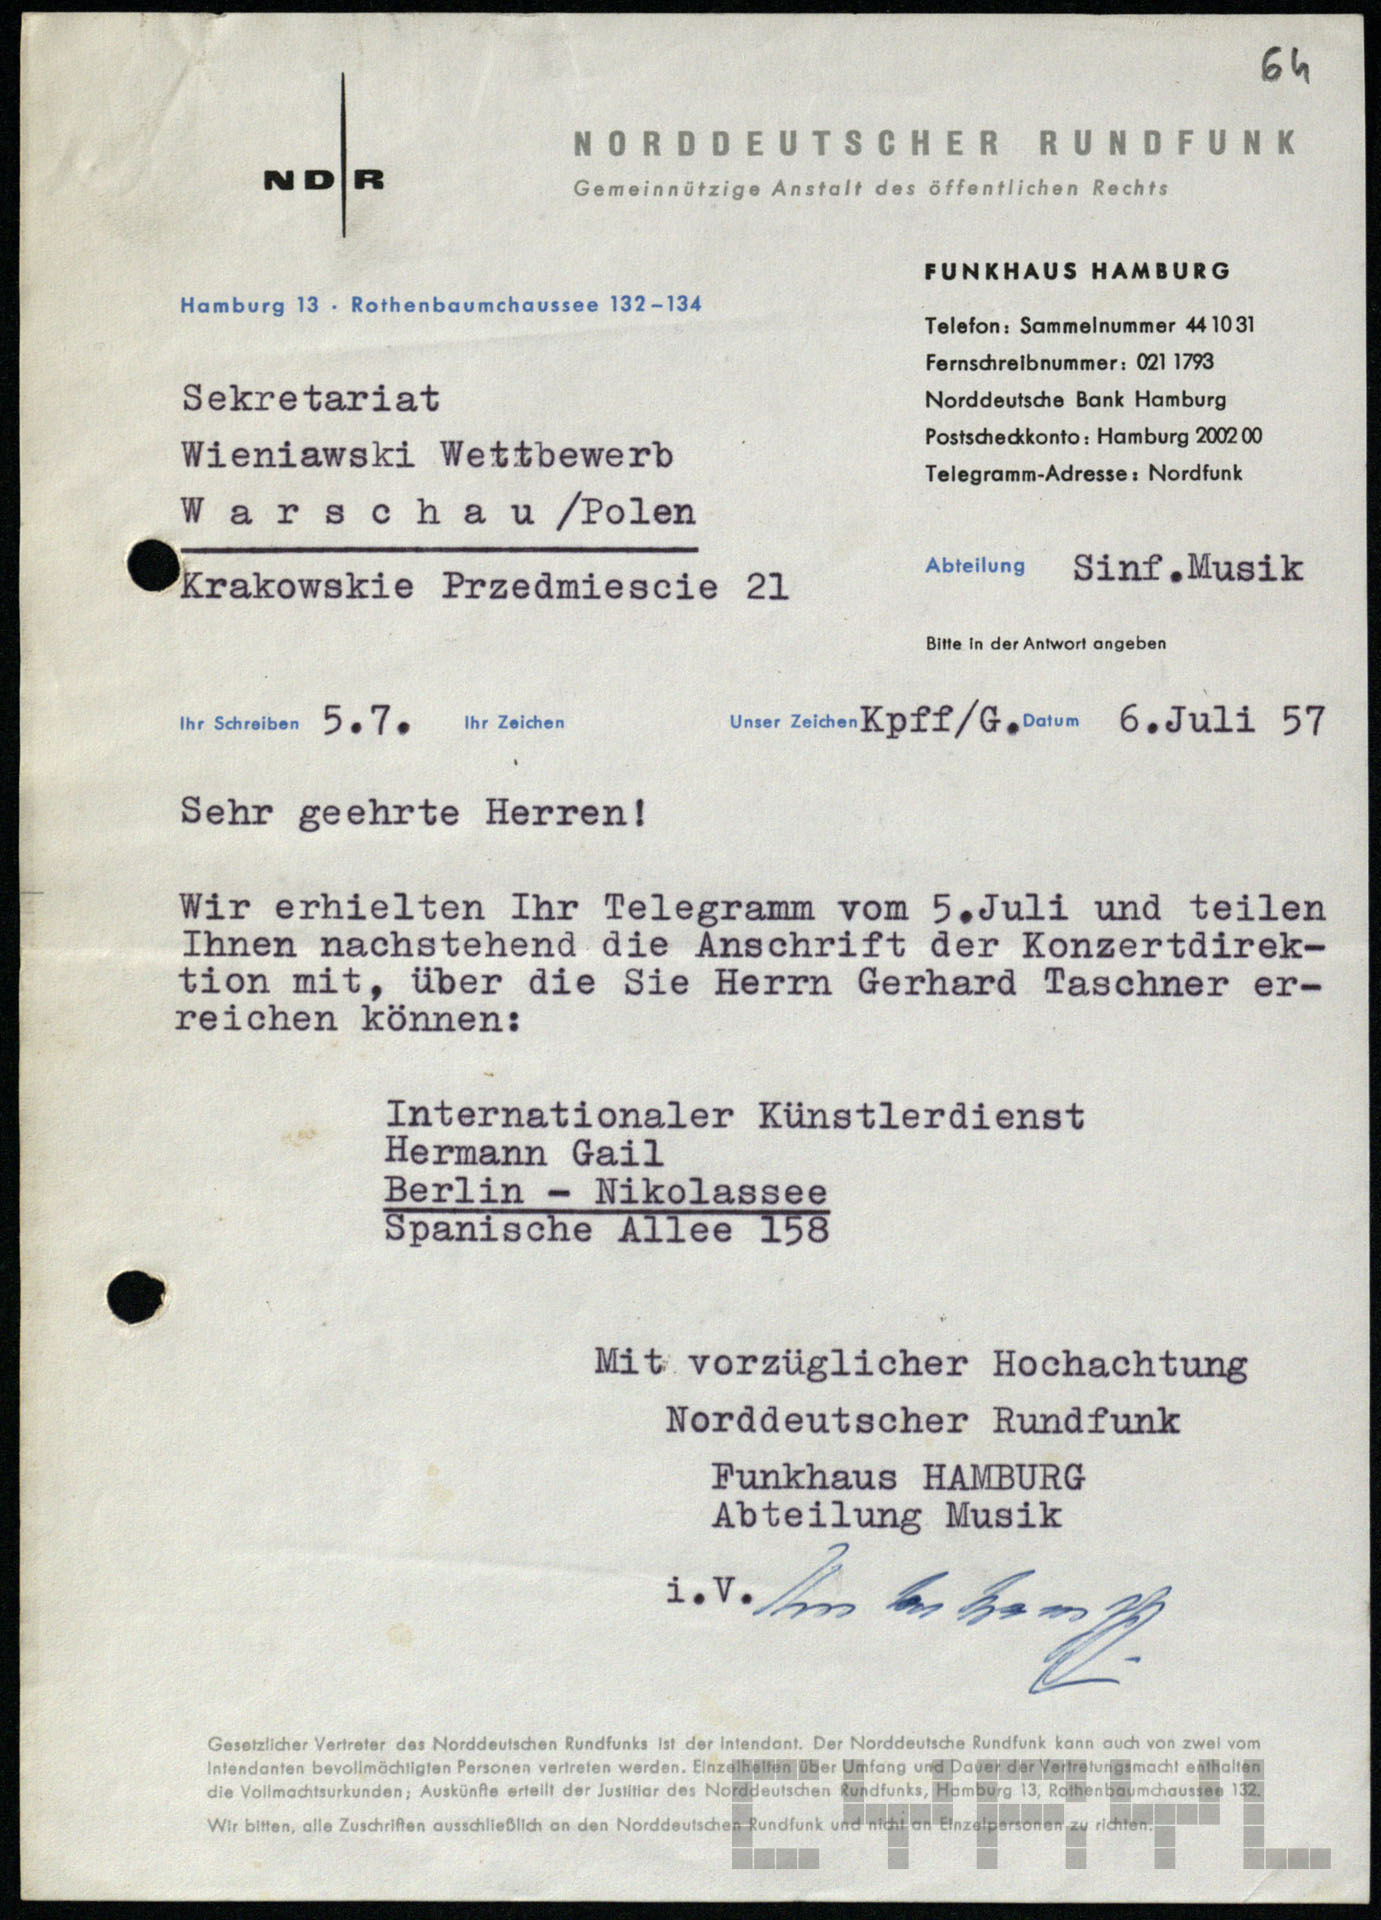 64
NDR
NORDDEUTSCHER RUNDFUNK
Gemeinnützige Anstalt des öffentlichen Rechts
FUNKHAUS HAMBURG
Hamburg 13 · Rothenbaumchaussee 132–134
Telefon: Sammelnummer 44 10 31
Fernschreibnummer: 021 1793
Norddeutsche Bank Hamburg
Postscheckkonto: Hamburg 2002 00
Telegramm-Adresse: Nordfunk
Sekretariat
Wieniawski Wettbewerb
W a r s c h a u /Polen
Krakowskie Przedmiescie 21
Abteilung Sinf.Musik
Bitte in der Antwort angeben
Ihr Schreiben 5.7. Ihr Zeichen Unser Zeichen Kpff/G. Datum 6.Juli 57
Sehr geehrte Herren!
Wir erhielten Ihr Telegramm vom 5.Juli und teilen
Ihnen nachstehend die Anschrift der Konzertdirek-
tion mit, über die Sie Herrn Gerhard Taschner er-
reichen können:
Internationaler Künstlerdienst
Hermann Gail
Berlin - Nikolassee
Spanische Allee 158
Mit vorzüglicher Hochachtung
Norddeutscher Rundfunk
Funkhaus HAMBURG
Abteilung Musik
i.V.
Gesetzlicher Vertreter des Norddeutschen Rundfunks ist der Intendant. Der Norddeutsche Rundfunk kann auch von zwei vom
Intendanten bevollmächtigten Personen vertreten werden. Einzelheiten über Umfang und Dauer der Vertretungsmacht enthalten
die Vollmachtsurkunden; Auskünfte erteilt der Justitiar des Norddeutschen Rundfunks, Hamburg 13, Rothenbaumchaussee 132.
Wir bitten, alle Zuschriften ausschließlich an den Norddeutschen Rundfunk und nicht an Einzelpersonen zu richten.